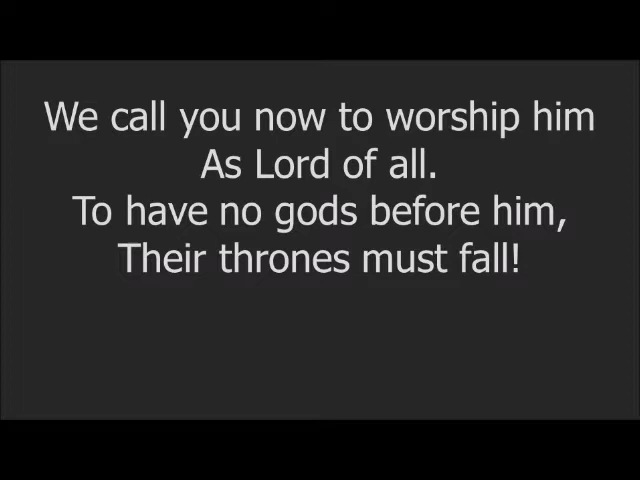 We call you now to worship him
As Lord of all.
To have no gods before him,
Their thrones must fall!